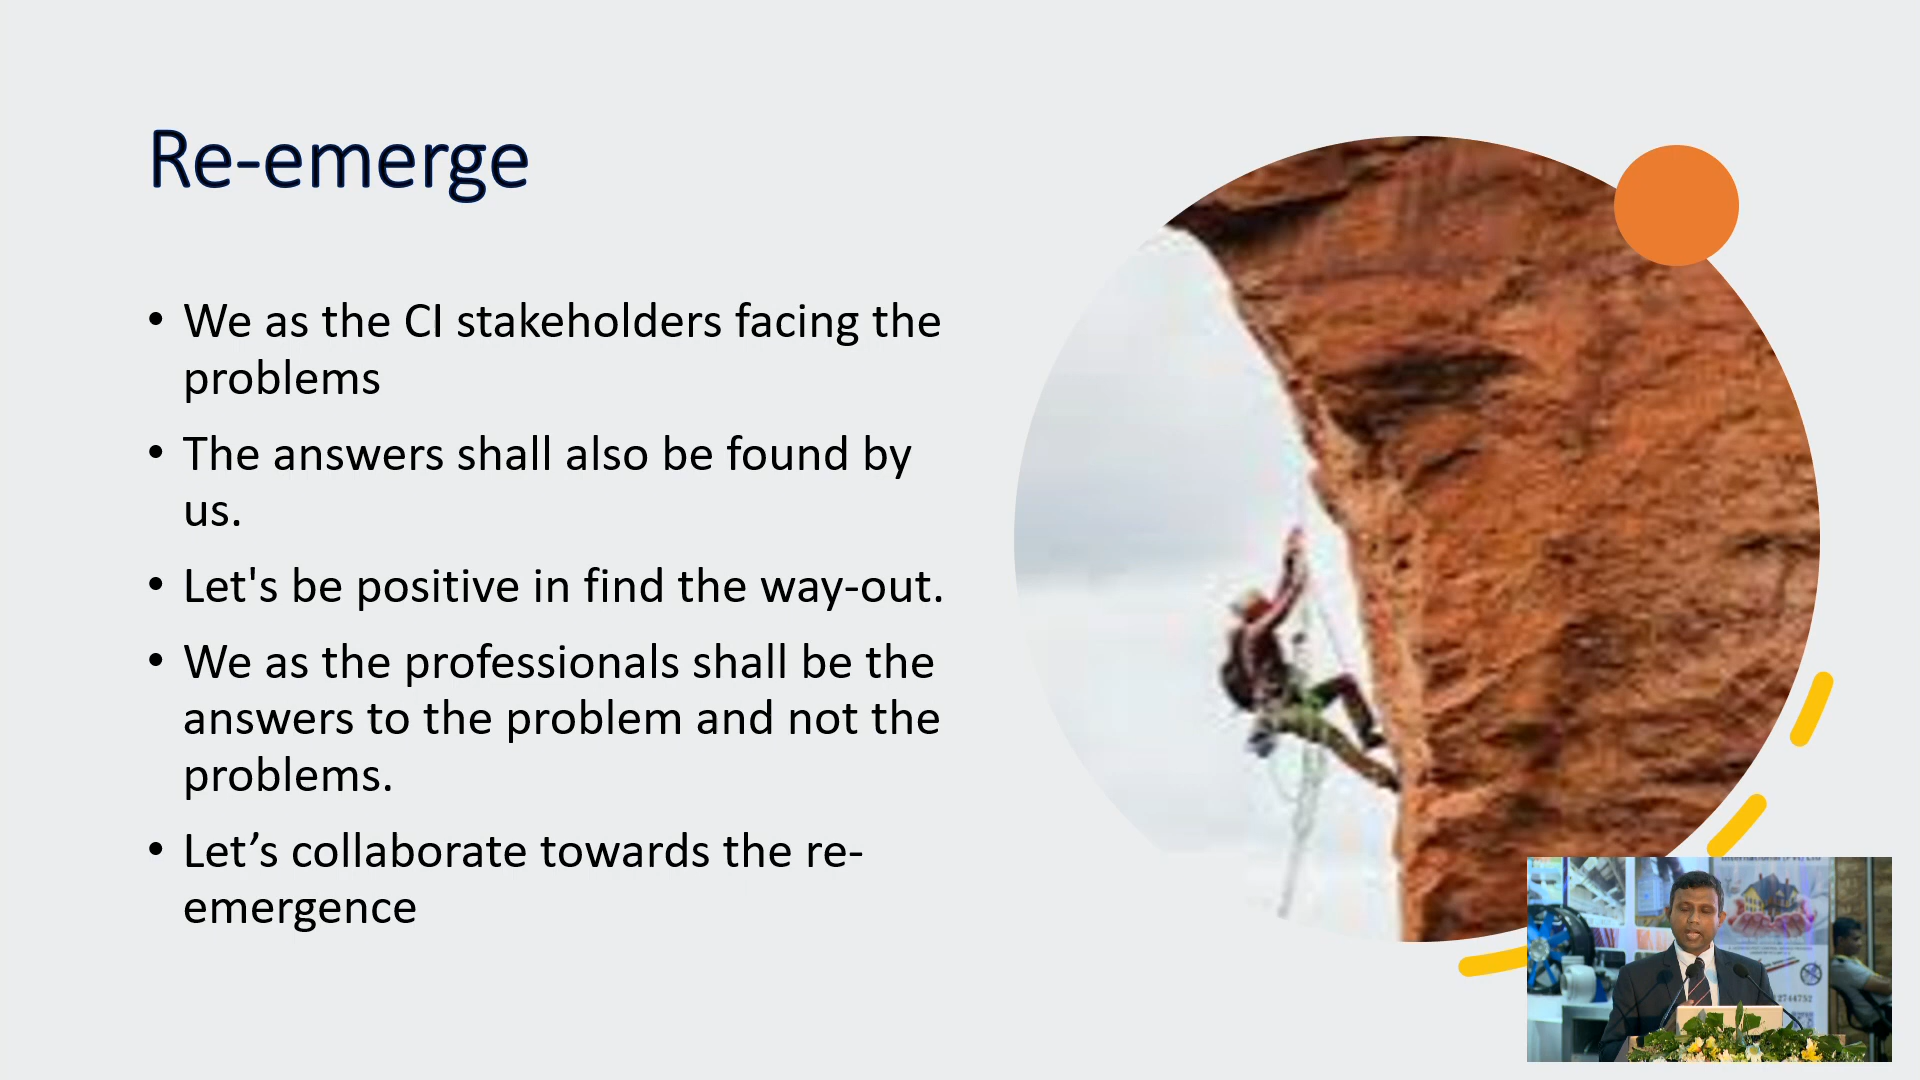 Re-emerge
• We as the CI stakeholders facing the
problems
• The answers shall also be found by
us.
• Let's be positive in find the way-out.
• We as the professionals shall be the
answers to the problem and not the
problems.
• Let’s collaborate towards the re-
emergence
2744752